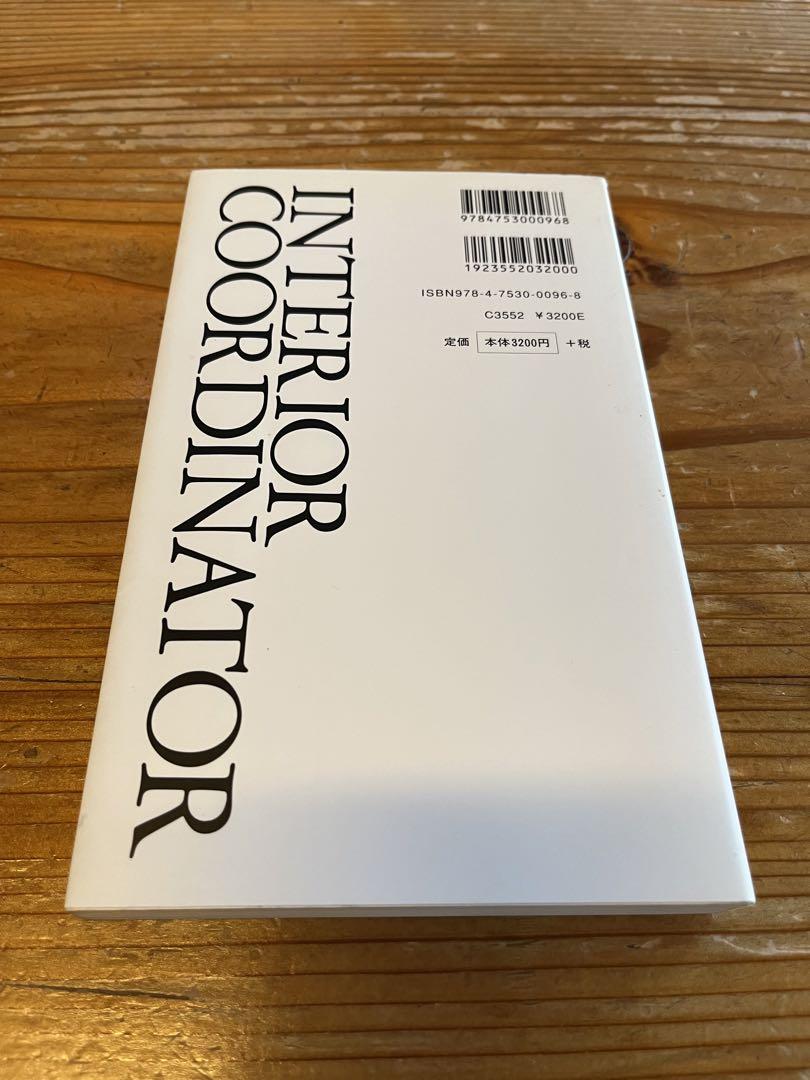 INTERIOR
COORDINATOR
9784753000968
1923552032000
ISBN978-4-7530-0096-8
C3552 ¥3200E
定価 本体3200円 +税